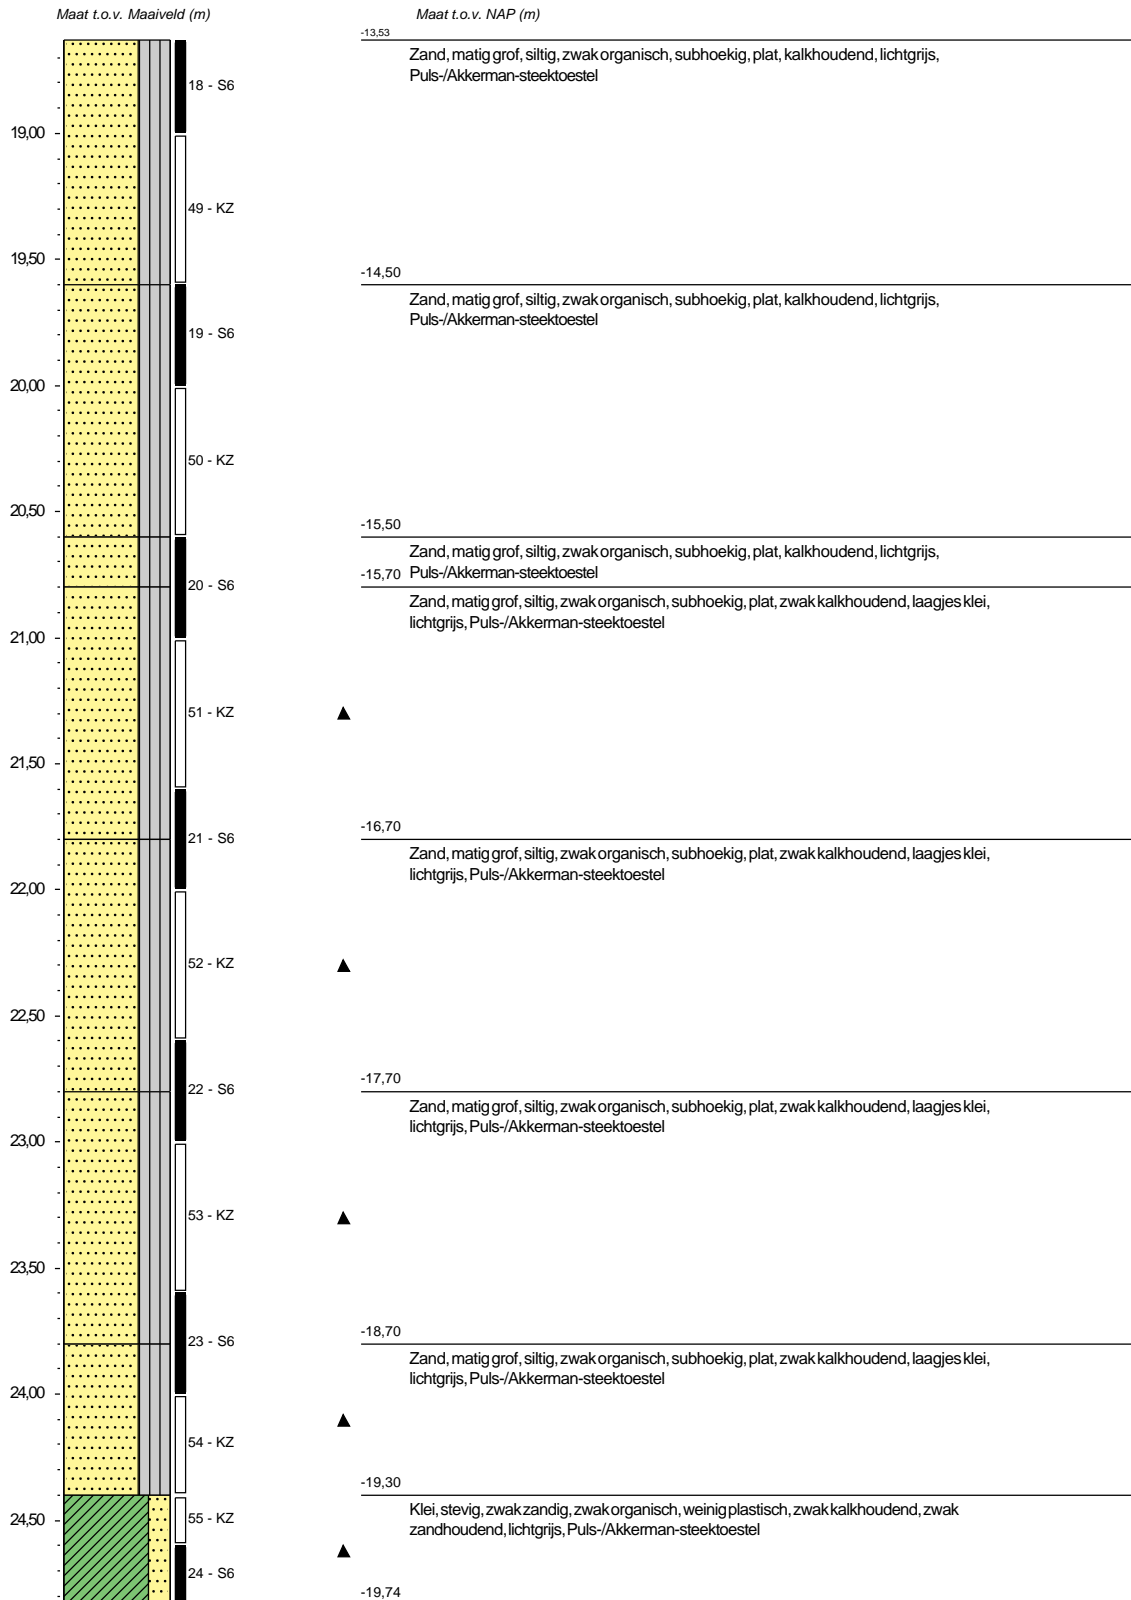 Maat t.o.v. Maaiveld (m)
Maat t.o.v. NAP (m)
-13,53
Zand, matig grof, siltig, zwak organisch, subhoekig, plat, kalkhoudend, lichtgrijs,
Puls-/Akkerman-steektoestel
18 - S6
19,00
49 - KZ
19,50
-14,50
Zand, matig grof, siltig, zwak organisch, subhoekig, plat, kalkhoudend, lichtgrijs,
Puls-/Akkerman-steektoestel
19 - S6
20,00
50 - KZ
20,50
-15,50
Zand, matig grof, siltig, zwak organisch, subhoekig, plat, kalkhoudend, lichtgrijs,
Puls-/Akkerman-steektoestel
-15,70
20 - S6
Zand, matig grof, siltig, zwak organisch, subhoekig, plat, zwak kalkhoudend, laagjes klei,
lichtgrijs, Puls-/Akkerman-steektoestel
21,00
51 - KZ
21,50
-16,70
21 - S6
Zand, matig grof, siltig, zwak organisch, subhoekig, plat, zwak kalkhoudend, laagjes klei,
lichtgrijs, Puls-/Akkerman-steektoestel
22,00
52 - KZ
22,50
-17,70
22 - S6
Zand, matig grof, siltig, zwak organisch, subhoekig, plat, zwak kalkhoudend, laagjes klei,
lichtgrijs, Puls-/Akkerman-steektoestel
23,00
53 - KZ
23,50
-18,70
23 - S6
Zand, matig grof, siltig, zwak organisch, subhoekig, plat, zwak kalkhoudend, laagjes klei,
lichtgrijs, Puls-/Akkerman-steektoestel
24,00
54 - KZ
-19,30
Klei, stevig, zwak zandig, zwak organisch, weinig plastisch, zwak kalkhoudend, zwak
zandhoudend, lichtgrijs, Puls-/Akkerman-steektoestel
24,50
55 - KZ
24 - S6
-19,74